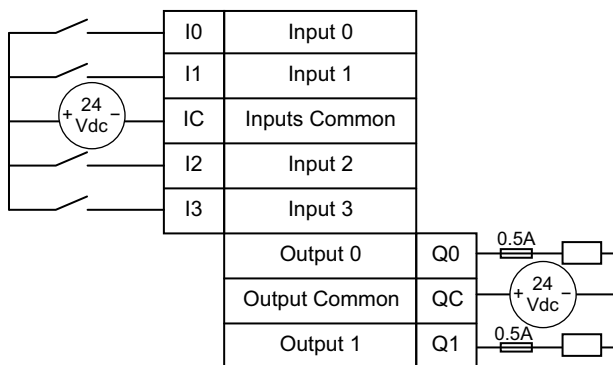 I0 Input 0
I1 Input 1
+ 24 Vdc − IC Inputs Common
I2 Input 2
I3 Input 3
Output 0 Q0 0.5A
Output Common QC + 24 Vdc −
Output 1 Q1 0.5A